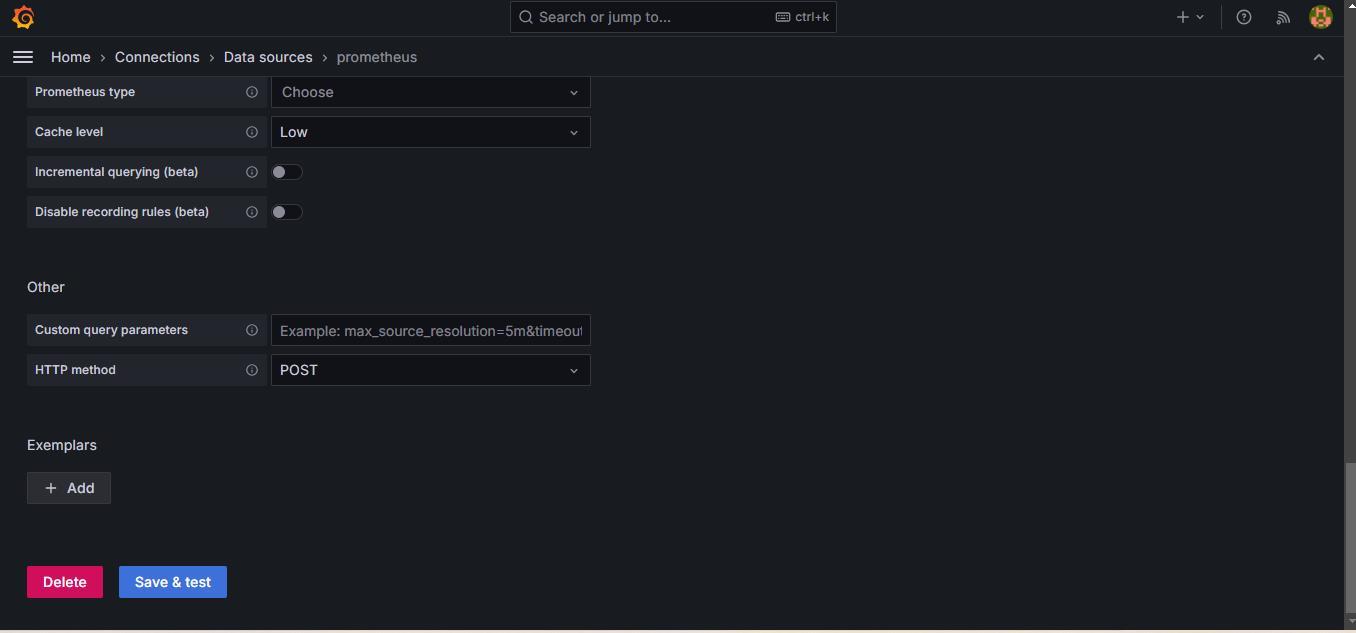 Search or jump to... ctrl+k
Home › Connections › Data sources › prometheus
Prometheus type Choose
Cache level Low
Incremental querying (beta)
Disable recording rules (beta)
Other
Custom query parameters Example: max_source_resolution=5m&timeout
HTTP method POST
Exemplars
+ Add
Delete Save & test